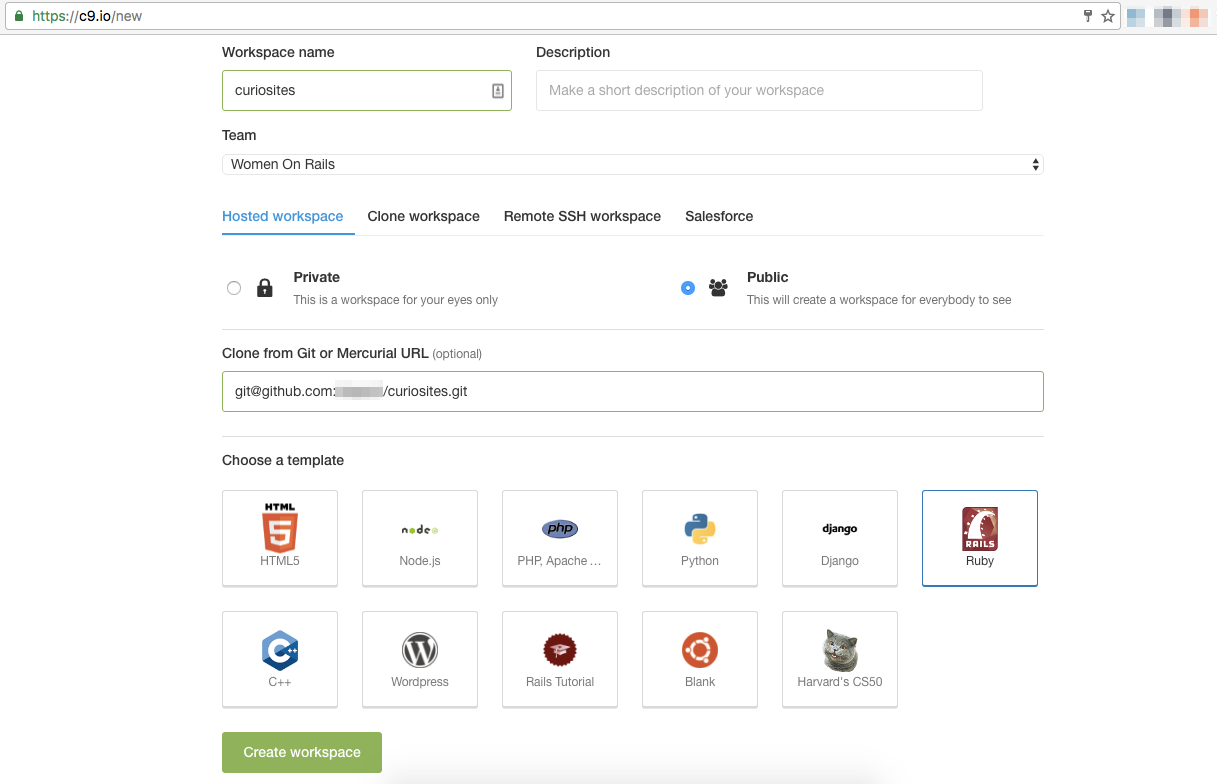 https://c9.io/new
Workspace name Description
curiosites Make a short description of your workspace
Team
Women On Rails
Hosted workspace Clone workspace Remote SSH workspace Salesforce
Private Public
This is a workspace for your eyes only This will create a workspace for everybody to see
Clone from Git or Mercurial URL (optional)
git@github.com: /curiosites.git
Choose a template
HTML 5 node php django RAILS
HTML5 Node.js PHP, Apache ... Python Django Ruby
C++ W
C++ Wordpress Rails Tutorial Blank Harvard's CS50
Create workspace